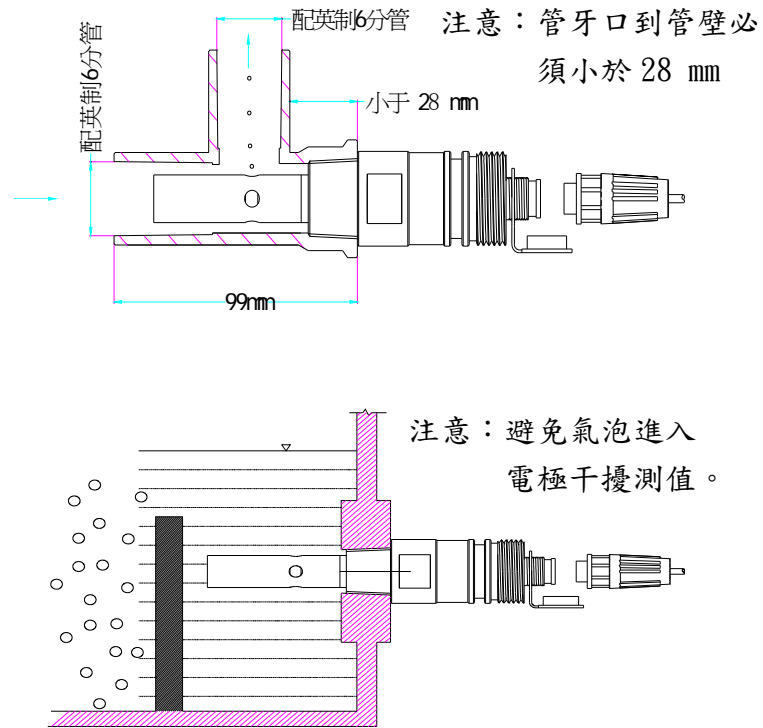 配英制6分管
注意：管牙口到管壁必
須小於 28 mm
配英制6分管
小于 28 mm
99mm
注意：避免氣泡進入
電極干擾測值。